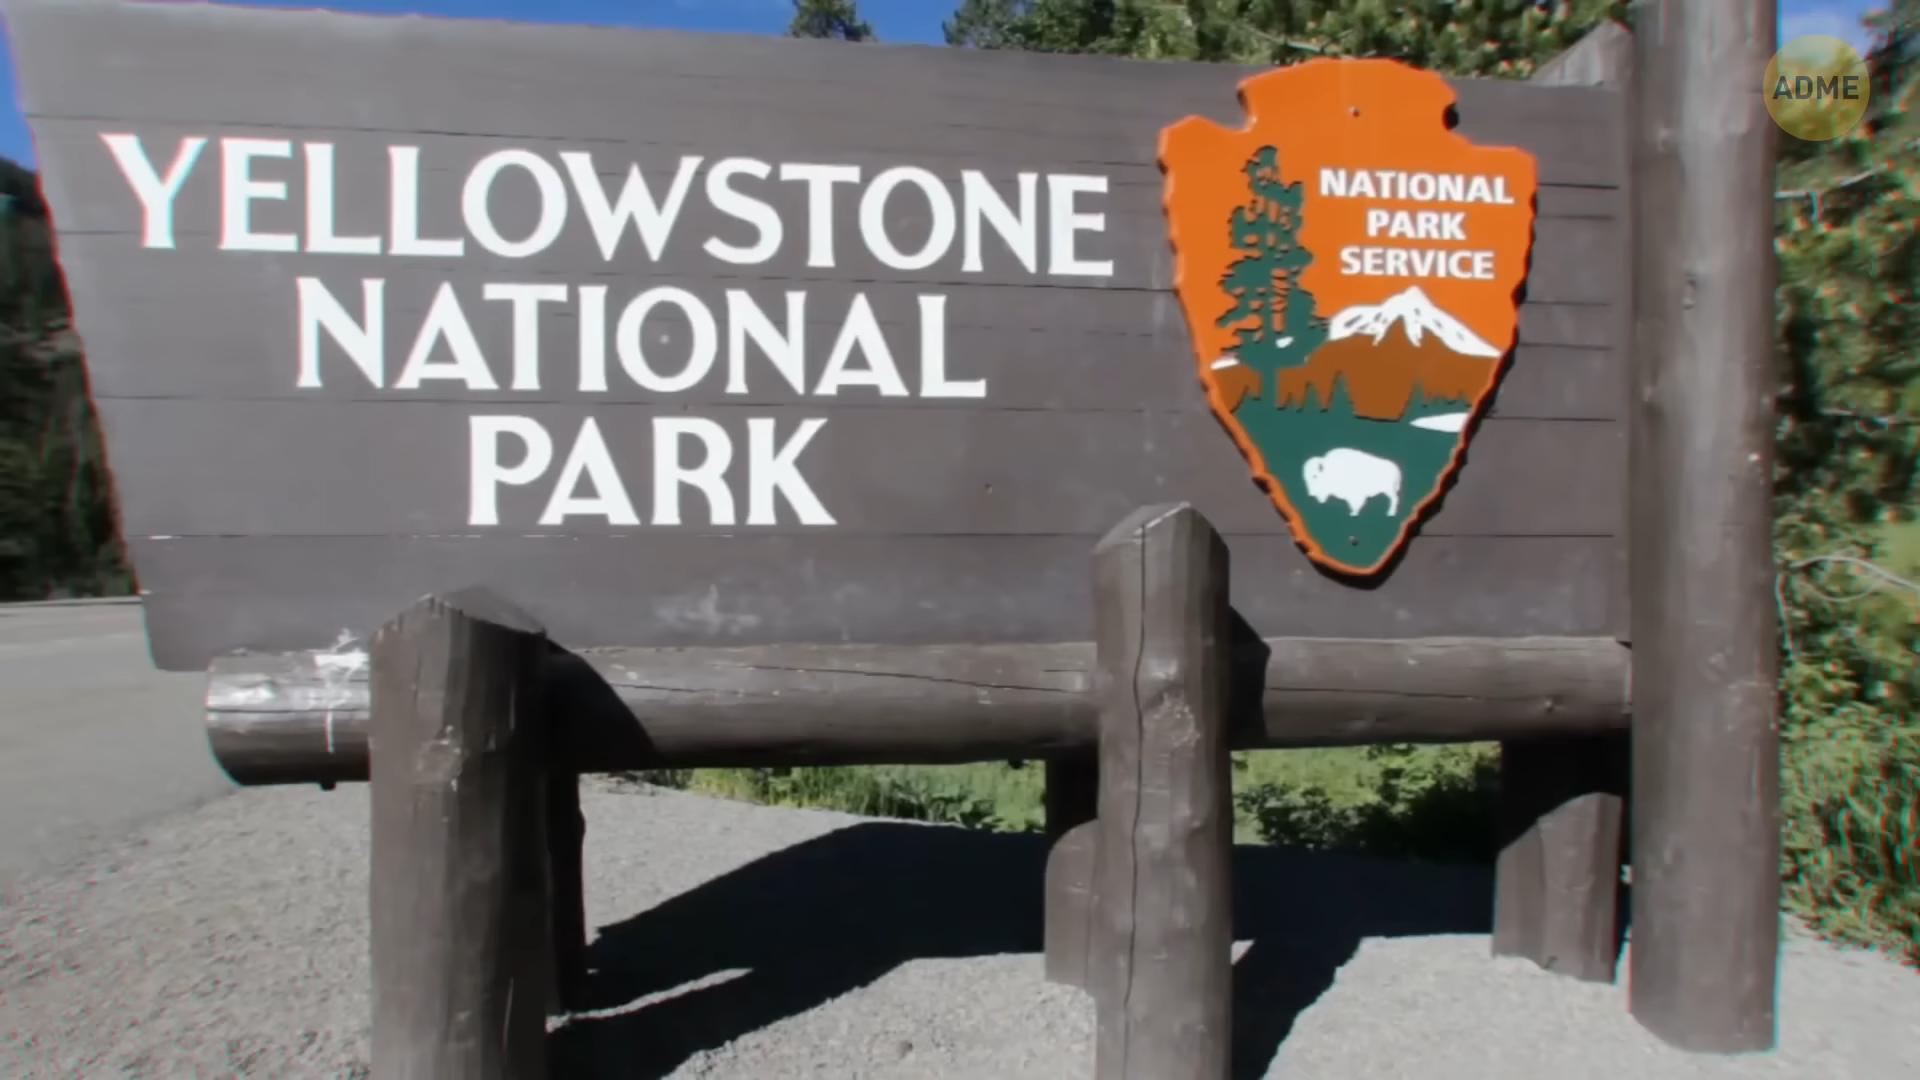 YELLOWSTONE
NATIONAL
PARK
NATIONAL
PARK
SERVICE
ADME